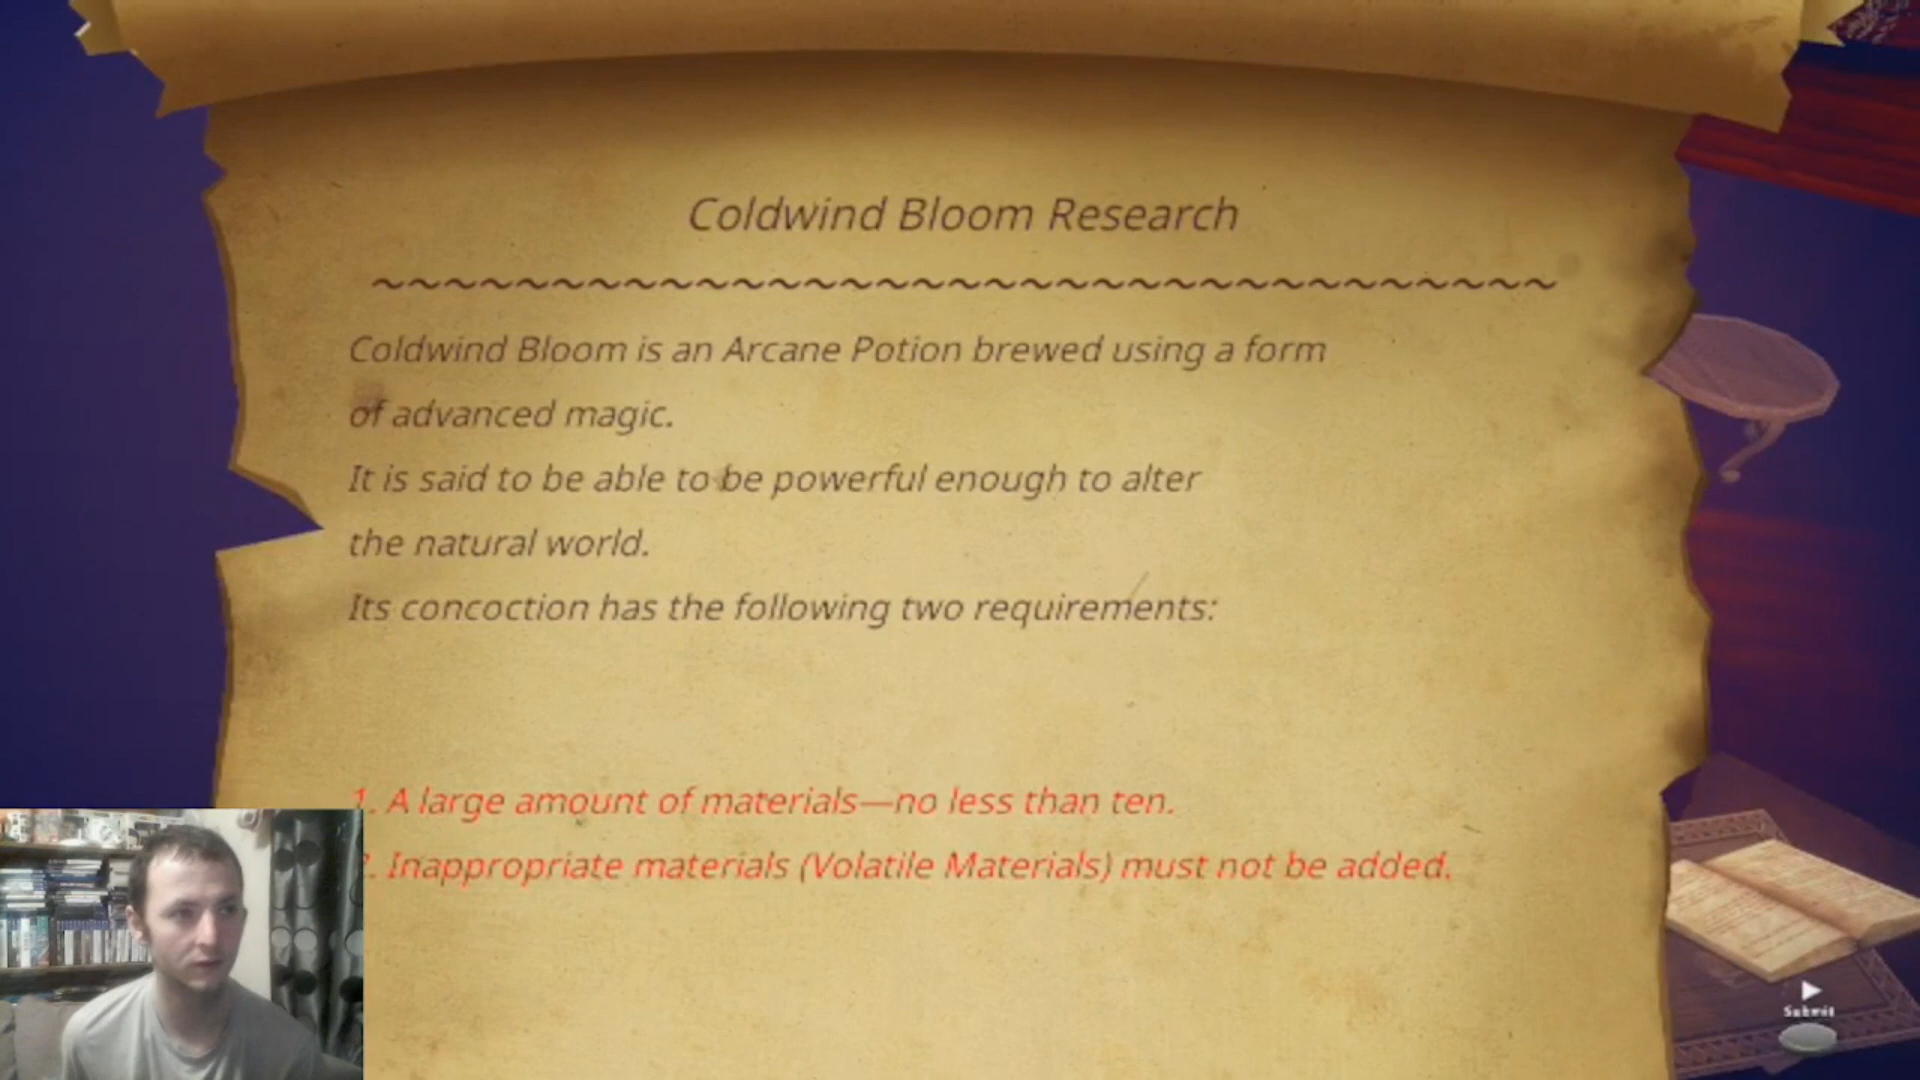 Coldwind Bloom Research
~~~~~~~~~~~~~~~~~~~~~~~~~~~~~~~~~
Coldwind Bloom is an Arcane Potion brewed using a form
of advanced magic.
It is said to be able to be powerful enough to alter
the natural world.
Its concoction has the following two requirements:
1. A large amount of materials—no less than ten.
2. Inappropriate materials (Volatile Materials) must not be added.
Submit